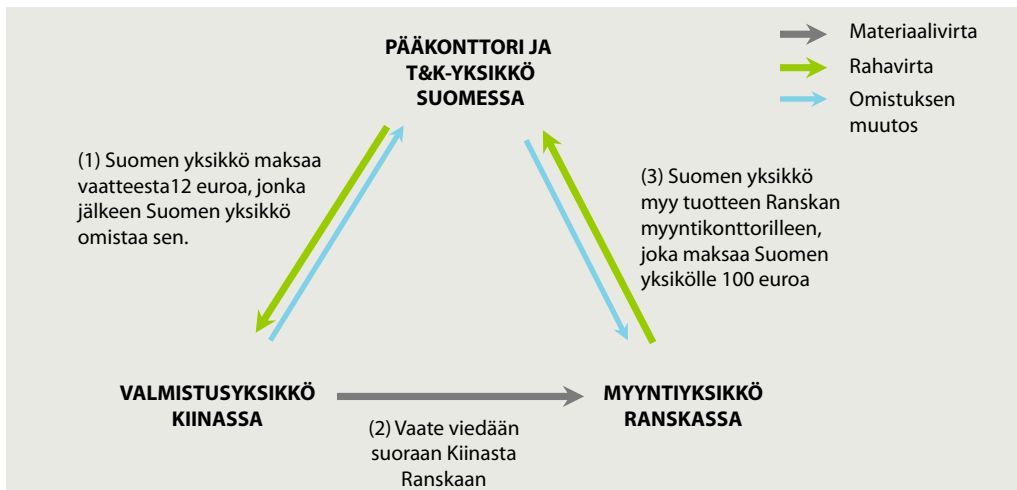 PÄÄKONTTORI JA
T&K-YKSIKKÖ
SUOMESSA
Materiaalivirta
Rahavirta
Omistuksen
muutos
(1) Suomen yksikkö maksaa
vaatteesta12 euroa, jonka
jälkeen Suomen yksikkö
omistaa sen.
(3) Suomen yksikkö
myy tuotteen Ranskan
myyntikonttorilleen,
joka maksaa Suomen
yksikölle 100 euroa
VALMISTUSYKSIKKÖ
KIINASSA
MYYNTIYKSIKKÖ
RANSKASSA
(2) Vaate viedään
suoraan Kiinasta
Ranskaan